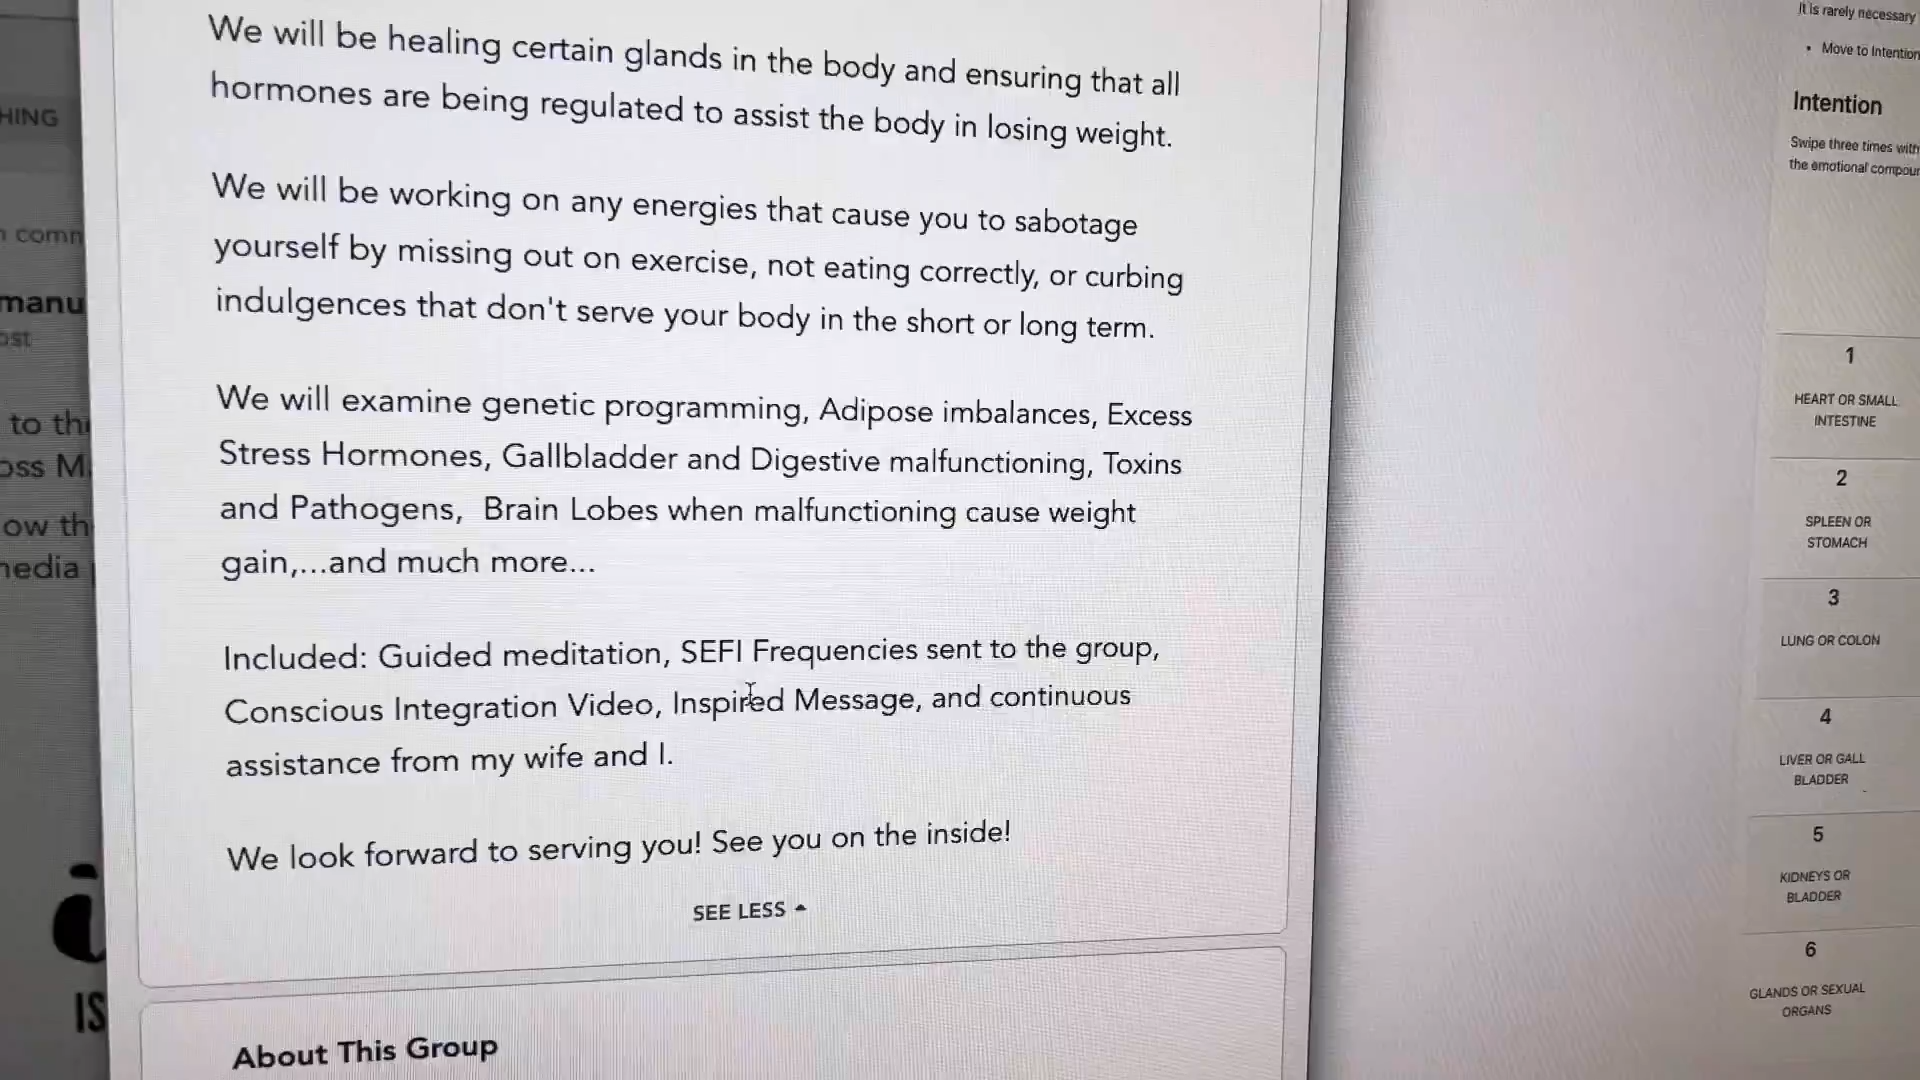 We will be healing certain glands in the body and ensuring that all
hormones are being regulated to assist the body in losing weight.
We will be working on any energies that cause you to sabotage
yourself by missing out on exercise, not eating correctly, or curbing
indulgences that don't serve your body in the short or long term.
We will examine genetic programming, Adipose imbalances, Excess
Stress Hormones, Gallbladder and Digestive malfunctioning, Toxins
and Pathogens, Brain Lobes when malfunctioning cause weight
gain,...and much more...
Included: Guided meditation, SEFI Frequencies sent to the group,
Conscious Integration Video, Inspired Message, and continuous
assistance from my wife and I.
We look forward to serving you! See you on the inside!
SEE LESS
About This Group
HING
comm
manu
ost
to the
oss M
ow th
media
IS
It is rarely necessary
• Move to Intention
Intention
Swipe three times with
the emotional compoun
1
HEART OR SMALL
INTESTINE
2
SPLEEN OR
STOMACH
3
LUNG OR COLON
4
LIVER OR GALL
BLADDER
5
KIDNEYS OR
BLADDER
6
GLANDS OR SEXUAL
ORGANS